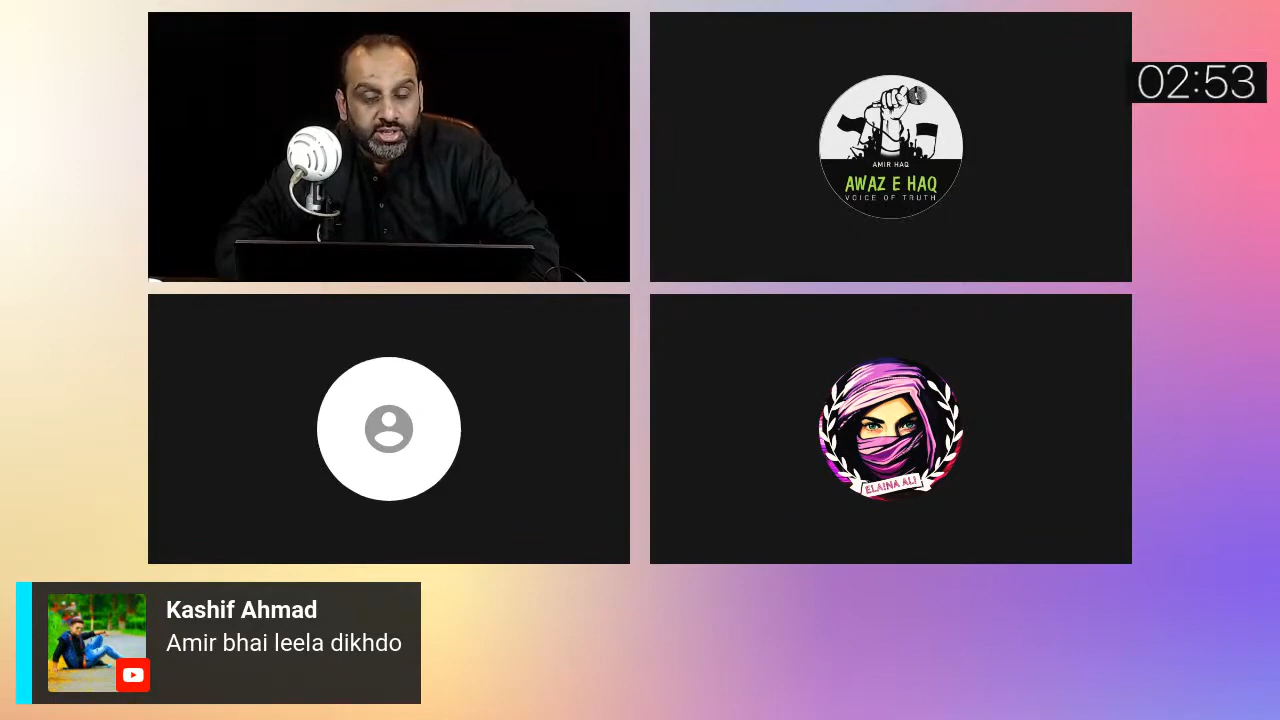 02:53
AMIR HAQ
AWAZ E HAQ
VOICE OF TRUTH
ELAINA ALI
Kashif Ahmad
Amir bhai leela dikhdo